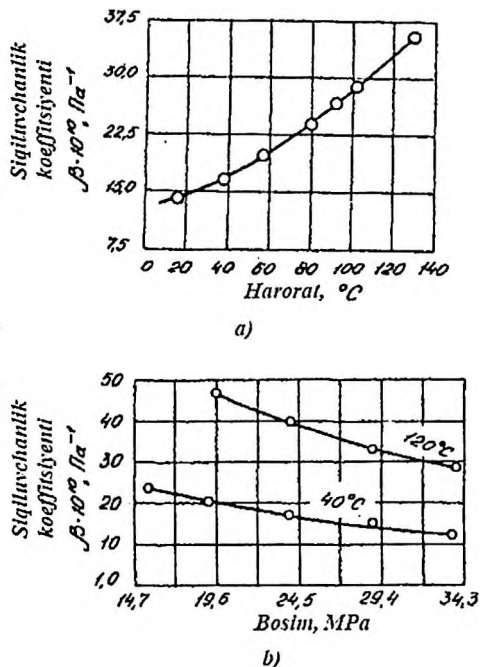 Siqiluvchanlik
koeffitsiyenti
β·10¹⁰, Па⁻¹
37,5
30,0
22,5
15,0
7,5
0 20 40 60 80 100 120 140
Harorat, °C
a)
Siqiluvchanlik
koeffitsiyenti
β·10¹⁰, Па⁻¹
50
40
30
20
10
1,0
120°C
40°C
14,7 19,6 24,5 29,4 34,3
Bosim, MPa
b)